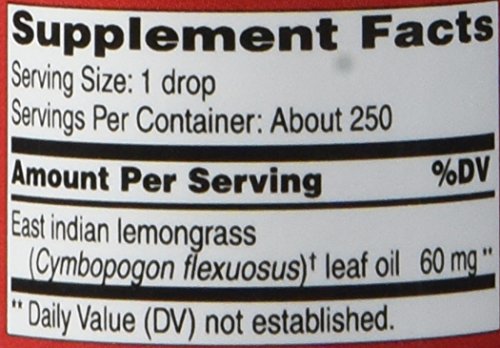 Supplement Facts
Serving Size: 1 drop
Servings Per Container: About 250
Amount Per Serving %DV
East indian lemongrass
(Cymbopogon flexuosus)† leaf oil 60 mg **
** Daily Value (DV) not established.